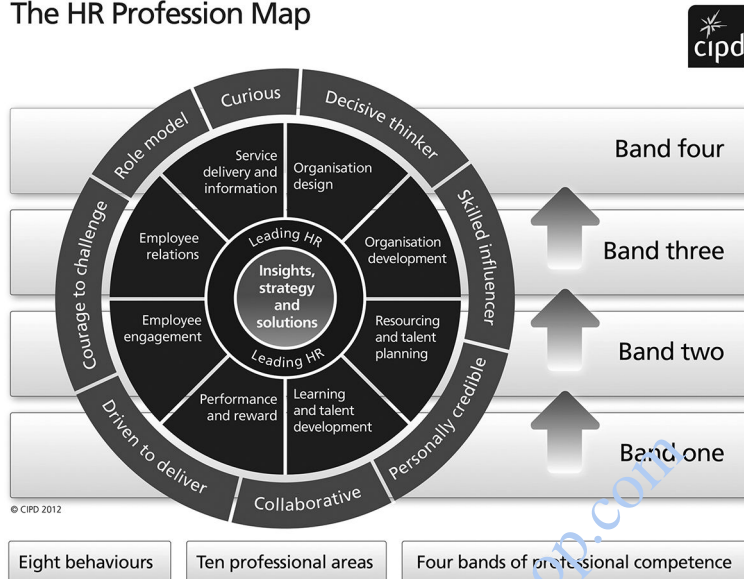 The HR Profession Map
cipd
Curious
Decisive thinker
Skilled influencer
Personally credible
Collaborative
Driven to deliver
Courage to challenge
Role model
Service
delivery and
information
Organisation
design
Organisation
development
Resourcing
and talent
planning
Learning
and talent
development
Performance
and reward
Employee
engagement
Employee
relations
Leading HR
Insights,
strategy
and
solutions
Leading HR
Band four
Band three
Band two
Band one
© CIPD 2012
Eight behaviours
Ten professional areas
Four bands of professional competence
op.com